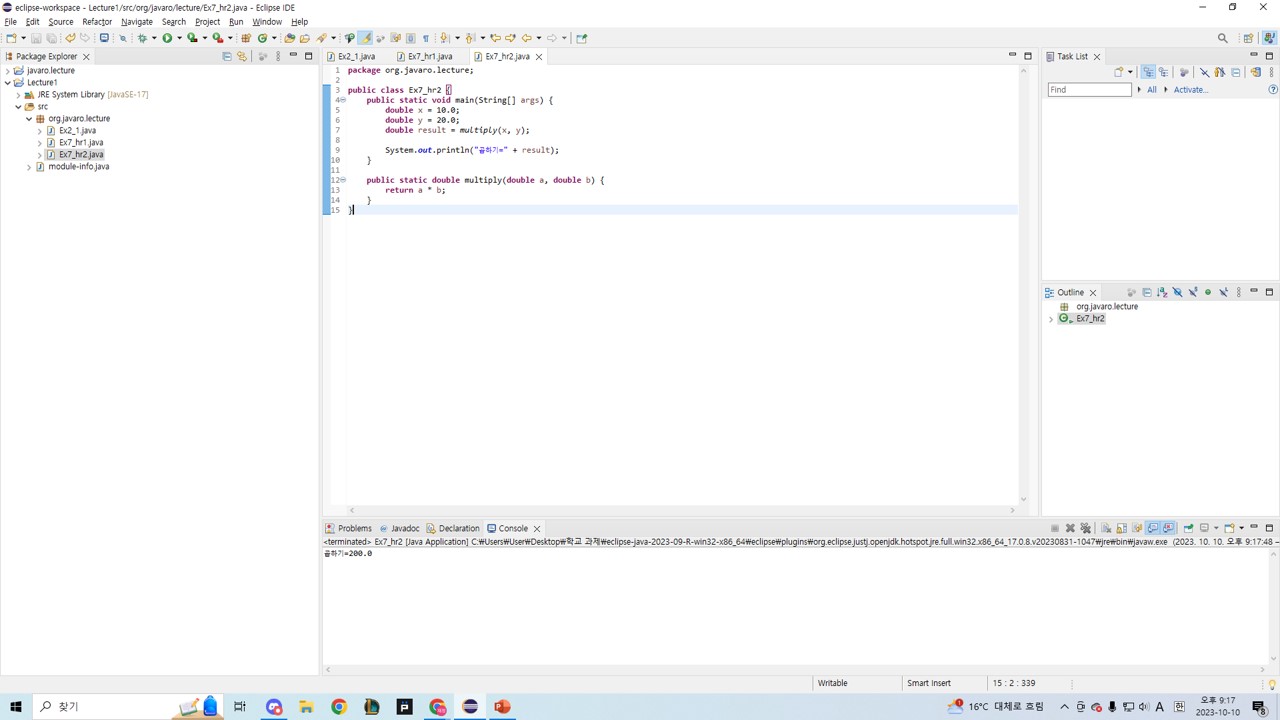 eclipse-workspace - Lecture1/src/org/javaro/lecture/Ex7_hr2.java - Eclipse IDE
File Edit Source Refactor Navigate Search Project Run Window Help
Package Explorer
javaro.lecture
Lecture1
JRE System Library [JavaSE-17]
src
org.javaro.lecture
Ex2_1.java
Ex7_hr1.java
Ex7_hr2.java
module-info.java
Ex2_1.java Ex7_hr1.java Ex7_hr2.java
1 package org.javaro.lecture;
2
3 public class Ex7_hr2 {
4 public static void main(String[] args) {
5 double x = 10.0;
6 double y = 20.0;
7 double result = multiply(x, y);
8
9 System.out.println("곱하기=" + result);
10 }
11
12 public static double multiply(double a, double b) {
13 return a * b;
14 }
15 }
Task List
Find All Activate...
Outline
org.javaro.lecture
Ex7_hr2
Problems Javadoc Declaration Console
<terminated> Ex7_hr2 [Java Application] C:₩Users₩User₩Desktop₩학교 과제₩eclipse-java-2023-09-R-win32-x86_64₩eclipse₩plugins₩org.eclipse.justj.openjdk.hotspot.jre.full.win32.x86_64_17.0.8.v20230831-1047₩jre₩bin₩javaw.exe (2023. 10. 10. 오후 9:17:48 –
곱하기=200.0
Writable Smart Insert 15 : 2 : 339
찾기
16°C 대체로 흐림
A 한
오후 9:17
2023-10-10
8